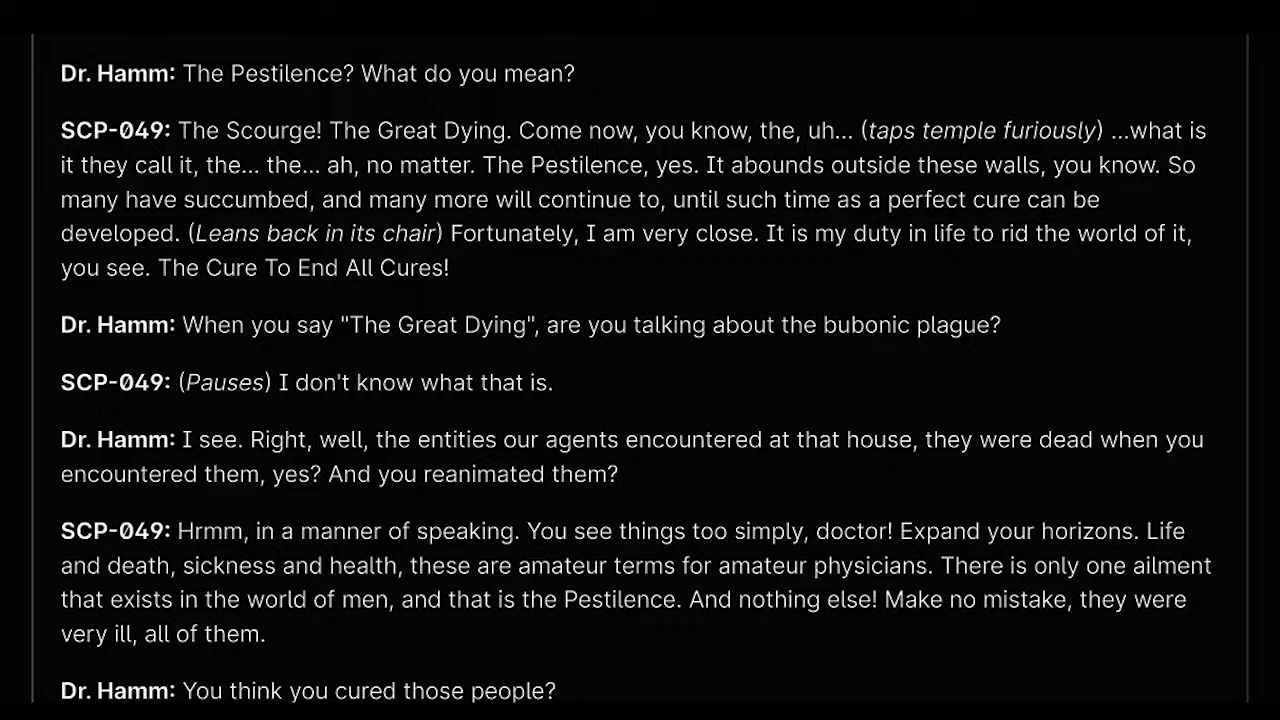 Dr. Hamm: The Pestilence? What do you mean?
SCP-049: The Scourge! The Great Dying. Come now, you know, the, uh... (taps temple furiously) ...what is
it they call it, the... the... ah, no matter. The Pestilence, yes. It abounds outside these walls, you know. So
many have succumbed, and many more will continue to, until such time as a perfect cure can be
developed. (Leans back in its chair) Fortunately, I am very close. It is my duty in life to rid the world of it,
you see. The Cure To End All Cures!
Dr. Hamm: When you say "The Great Dying", are you talking about the bubonic plague?
SCP-049: (Pauses) I don't know what that is.
Dr. Hamm: I see. Right, well, the entities our agents encountered at that house, they were dead when you
encountered them, yes? And you reanimated them?
SCP-049: Hrmm, in a manner of speaking. You see things too simply, doctor! Expand your horizons. Life
and death, sickness and health, these are amateur terms for amateur physicians. There is only one ailment
that exists in the world of men, and that is the Pestilence. And nothing else! Make no mistake, they were
very ill, all of them.
Dr. Hamm: You think you cured those people?